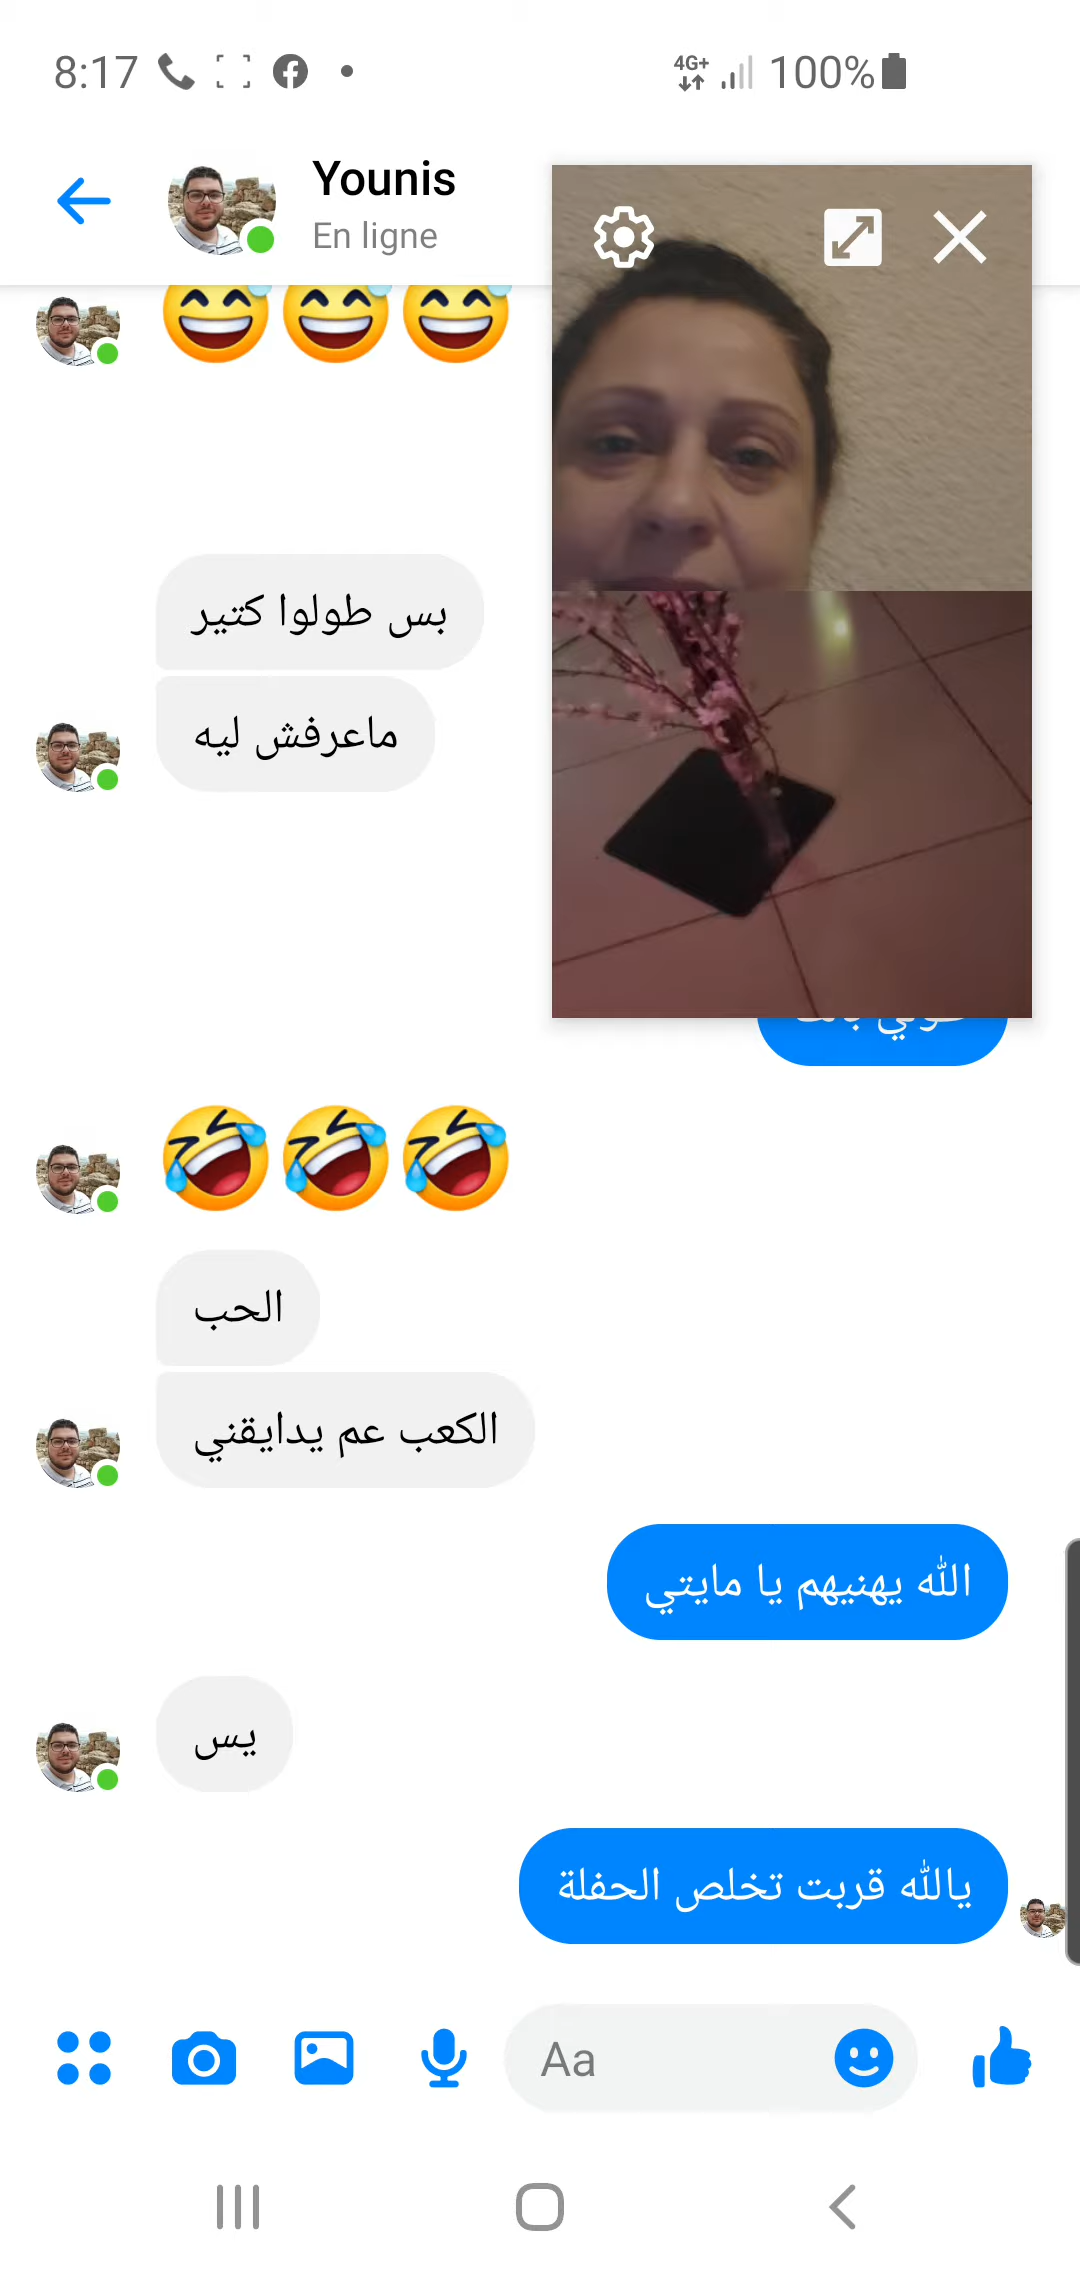 8:17
4G+
100%
Younis
En ligne
بس طولوا كتير
ماعرفش ليه
الحب
الكعب عم يدايقني
الله يهنيهم يا مايتي
يس
يالله قربت تخلص الحفلة
Aa